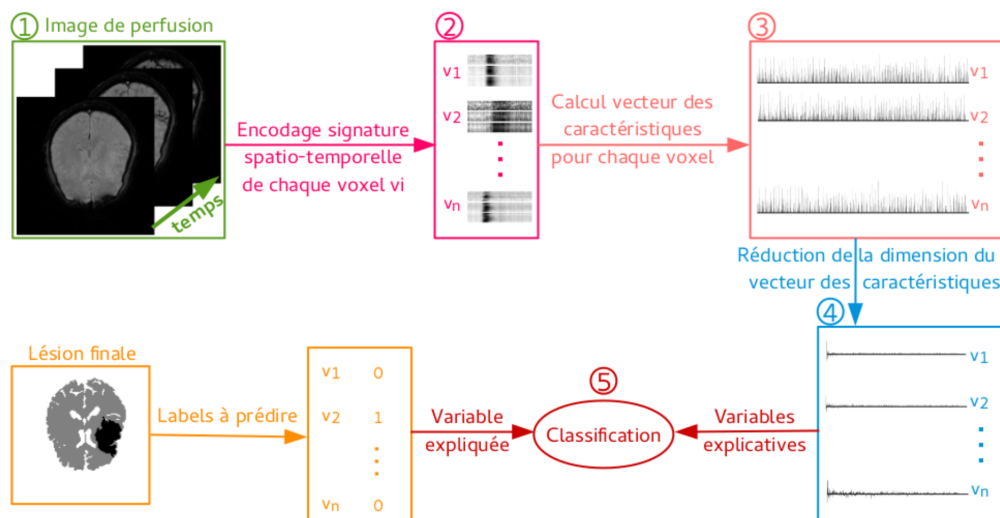 ① Image de perfusion
temps
Encodage signature
spatio-temporelle
de chaque voxel vi
②
v1
v2
vn
Calcul vecteur des
caractéristiques
pour chaque voxel
③
v1
v2
vn
Réduction de la dimension du
vecteur des caractéristiques
④
v1
v2
vn
Lésion finale
Labels à prédire
v1 0
v2 1
vn 0
Variable
expliquée
⑤
Classification
Variables
explicatives